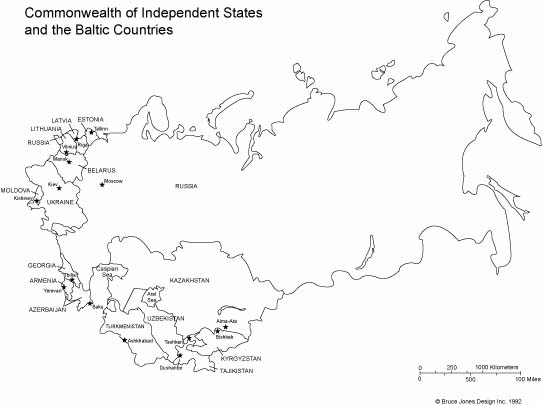 Commonwealth of Independent States
and the Baltic Countries
LATVIA
ESTONIA
Tallinn
LITHUANIA
Riga
RUSSIA
Vilnius
Mensk
BELARUS
Moscow
RUSSIA
Kiev
MOLDOVA
Kishinev
UKRAINE
GEORGIA
Caspian
Sea
Tbilisi
ARMENIA
KAZAKHSTAN
Yerevan
Aral
Sea
Baku
AZERBAIJAN
UZBEKISTAN
Alma-Ata
TURKMENISTAN
Bishkek
Ashkhabad
Tashkent
KYRGYZSTAN
Dushanbe
TAJIKISTAN
0 250 1000 Kilometers
0 500 100 Miles
© Bruce Jones Design Inc. 1992